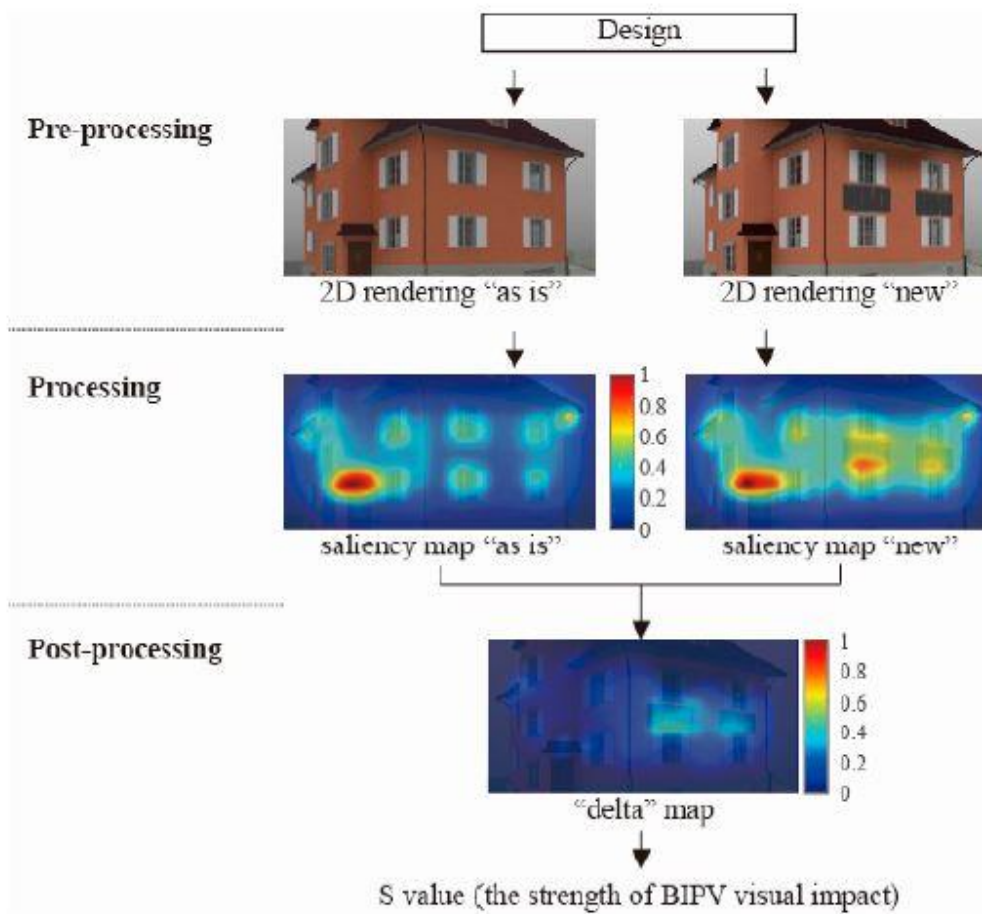 Design
Pre-processing
2D rendering “as is”
2D rendering “new”
Processing
1
0.8
0.6
0.4
0.2
0
saliency map “as is”
saliency map “new”
Post-processing
1
0.8
0.6
0.4
0.2
0
“delta” map
S value (the strength of BIPV visual impact)